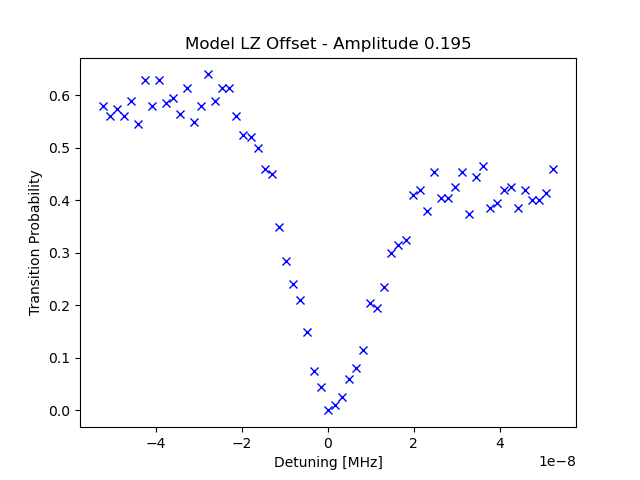 Model LZ Offset - Amplitude 0.195
Transition Probability
0.6
0.5
0.4
0.3
0.2
0.1
0.0
−4 −2 0 2 4
1e−8
Detuning [MHz]